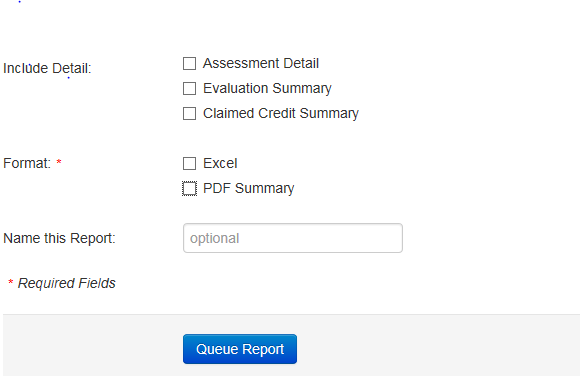 Include Detail:
Assessment Detail
Evaluation Summary
Claimed Credit Summary
Format: *
Excel
PDF Summary
Name this Report:
optional
* Required Fields
Queue Report